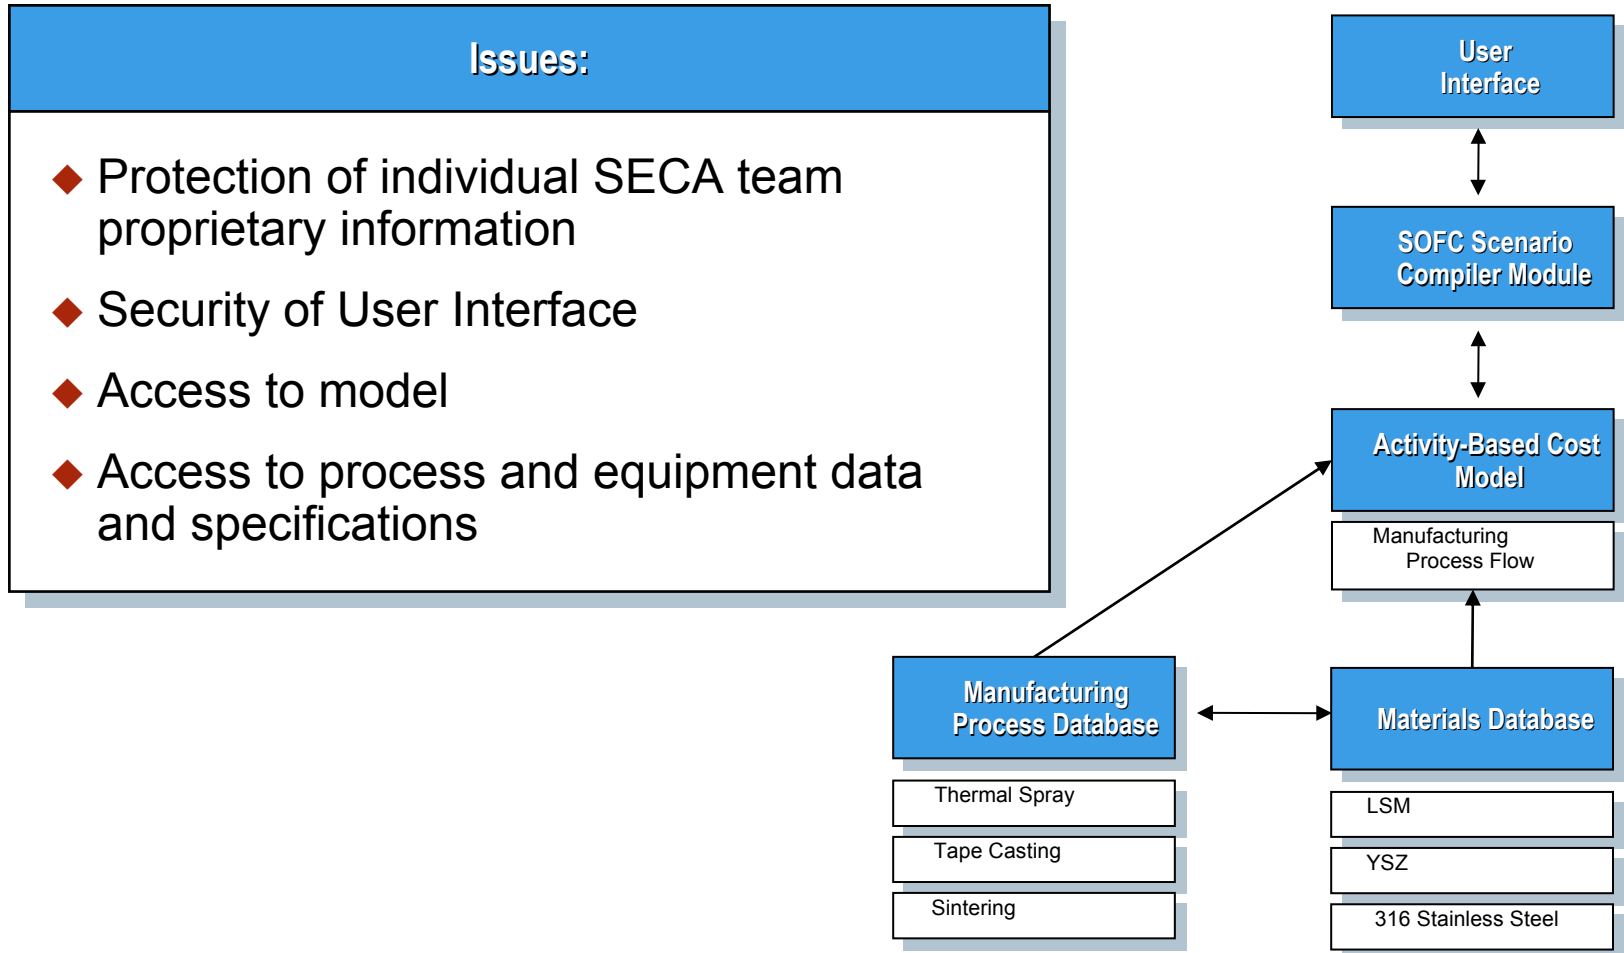 Issues:
Protection of individual SECA team
proprietary information
Security of User Interface
Access to model
Access to process and equipment data
and specifications
User
Interface
SOFC Scenario
Compiler Module
Activity-Based Cost
Model
Manufacturing
Process Flow
Manufacturing
Process Database
Thermal Spray
Tape Casting
Sintering
Materials Database
LSM
YSZ
316 Stainless Steel